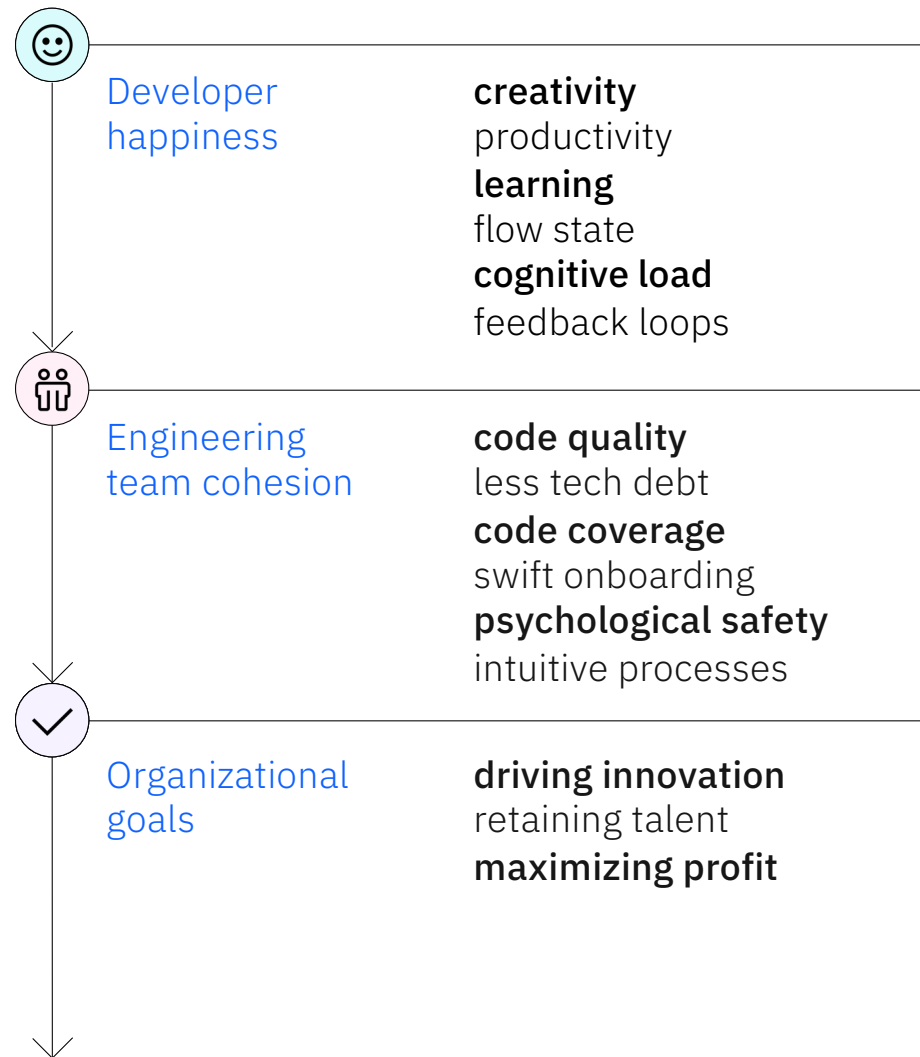 Developer
happiness
creativity
productivity
learning
flow state
cognitive load
feedback loops
Engineering
team cohesion
code quality
less tech debt
code coverage
swift onboarding
psychological safety
intuitive processes
Organizational
goals
driving innovation
retaining talent
maximizing profit